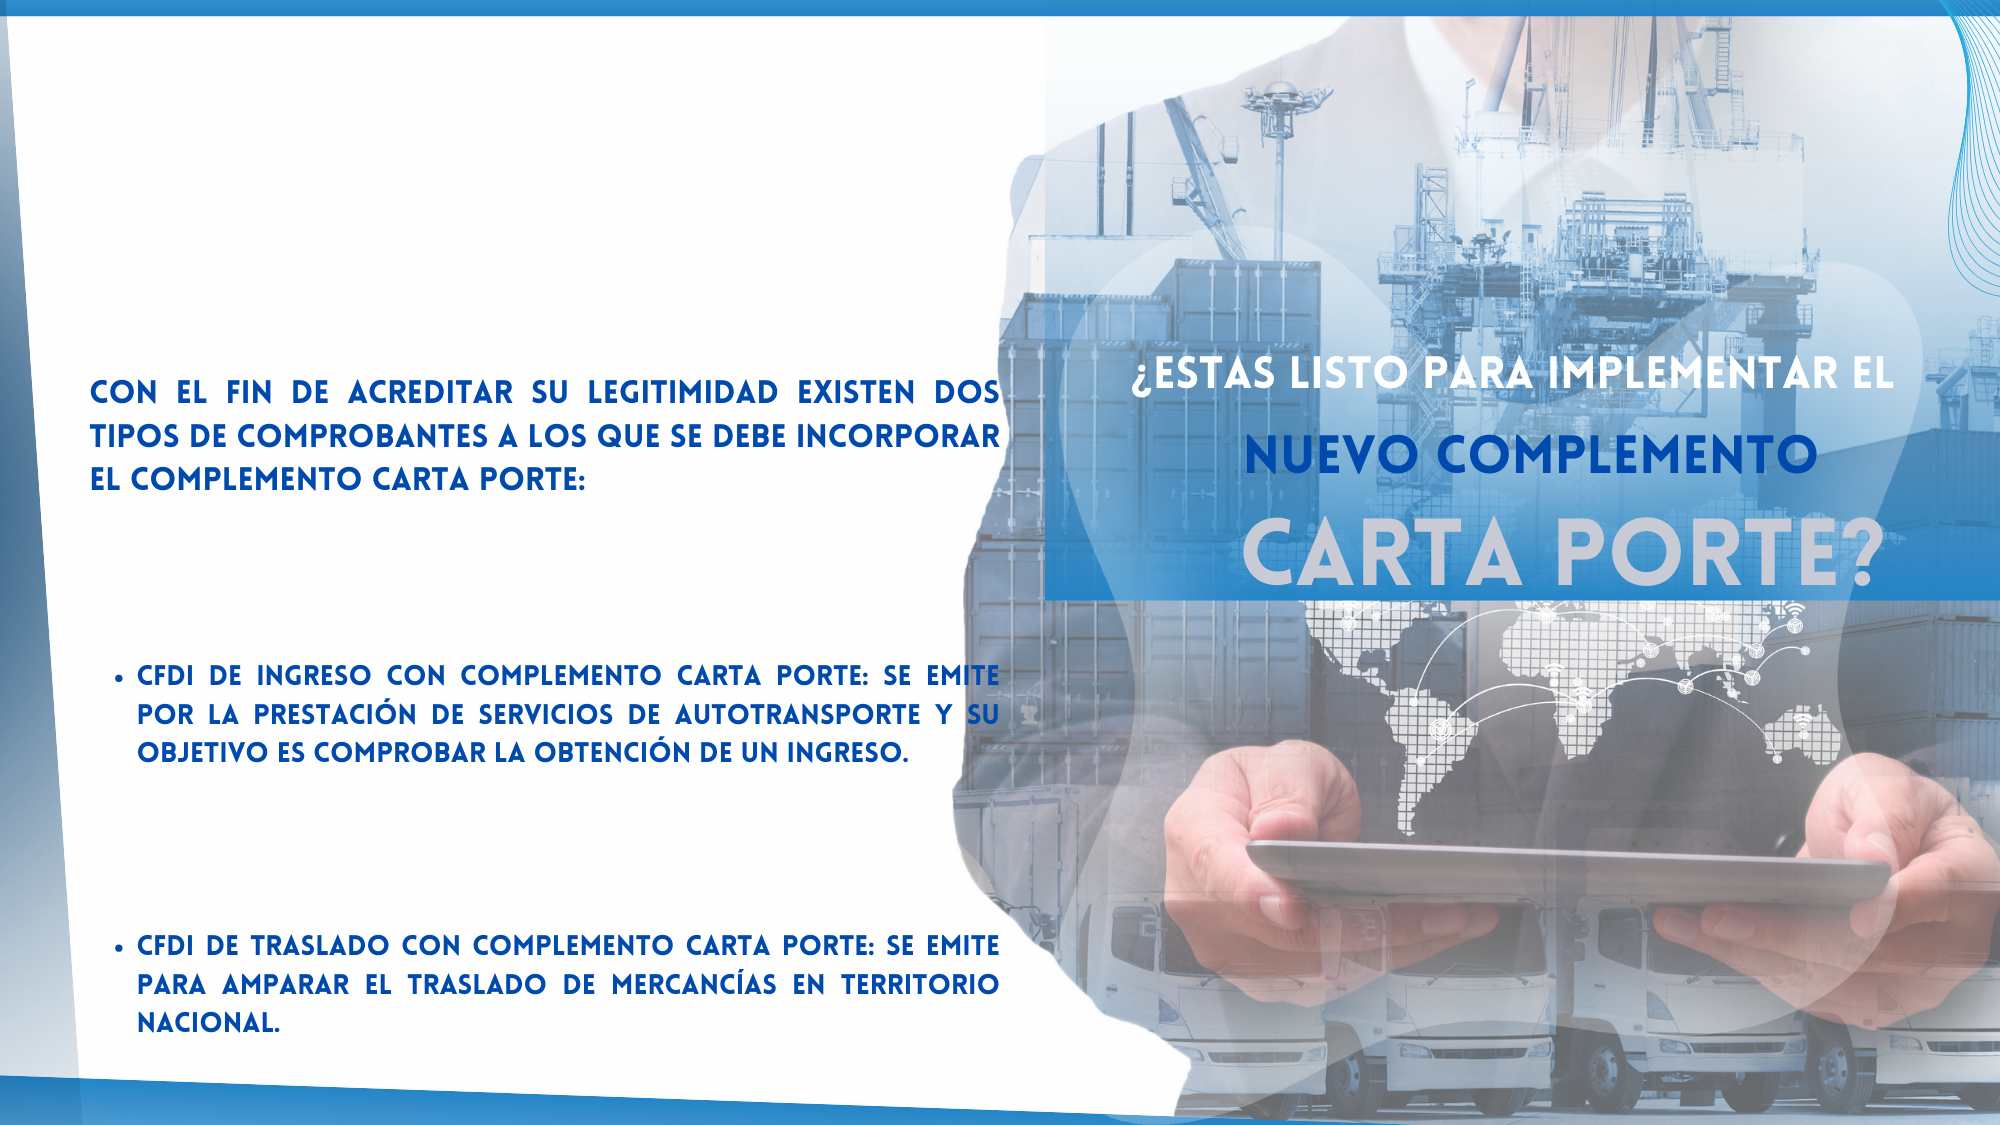 CON EL FIN DE ACREDITAR SU LEGITIMIDAD EXISTEN DOS
TIPOS DE COMPROBANTES A LOS QUE SE DEBE INCORPORAR
EL COMPLEMENTO CARTA PORTE:
• CFDI DE INGRESO CON COMPLEMENTO CARTA PORTE: SE EMITE
POR LA PRESTACIÓN DE SERVICIOS DE AUTOTRANSPORTE Y SU
OBJETIVO ES COMPROBAR LA OBTENCIÓN DE UN INGRESO.
• CFDI DE TRASLADO CON COMPLEMENTO CARTA PORTE: SE EMITE
PARA AMPARAR EL TRASLADO DE MERCANCÍAS EN TERRITORIO
NACIONAL.
¿ESTAS LISTO PARA IMPLEMENTAR EL
NUEVO COMPLEMENTO
CARTA PORTE?